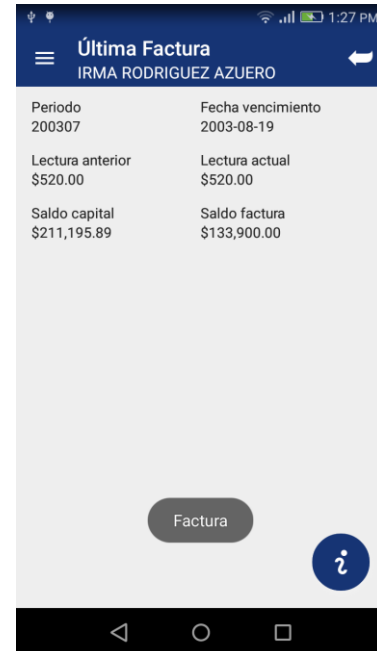 1:27 PM
Última Factura
IRMA RODRIGUEZ AZUERO
Periodo Fecha vencimiento
200307 2003-08-19
Lectura anterior Lectura actual
$520.00 $520.00
Saldo capital Saldo factura
$211,195.89 $133,900.00
Factura
i